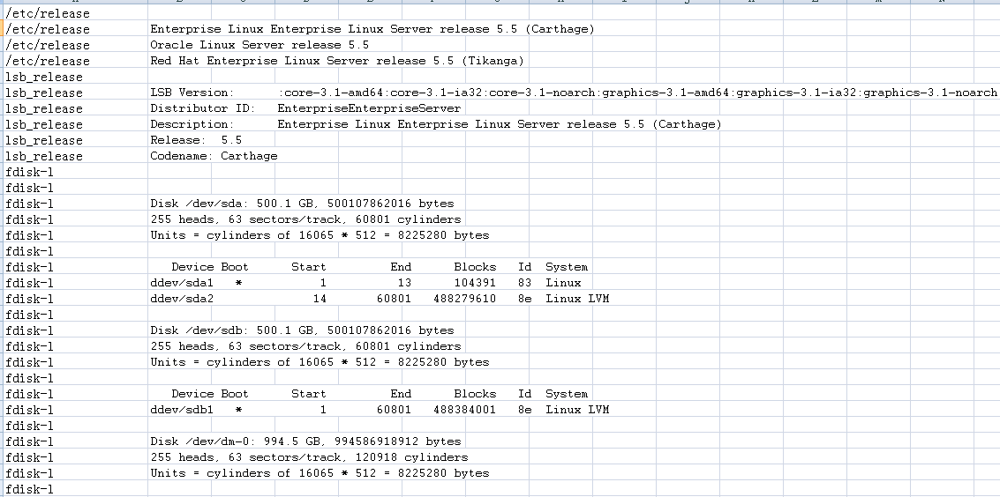 /etc/release
/etc/release Enterprise Linux Enterprise Linux Server release 5.5 (Carthage)
/etc/release Oracle Linux Server release 5.5
/etc/release Red Hat Enterprise Linux Server release 5.5 (Tikanga)
lsb_release
lsb_release LSB Version: :core-3.1-amd64:core-3.1-ia32:core-3.1-noarch:graphics-3.1-amd64:graphics-3.1-ia32:graphics-3.1-noarch
lsb_release Distributor ID: EnterpriseEnterpriseServer
lsb_release Description: Enterprise Linux Enterprise Linux Server release 5.5 (Carthage)
lsb_release Release: 5.5
lsb_release Codename: Carthage
fdisk-l
fdisk-l
fdisk-l Disk /dev/sda: 500.1 GB, 500107862016 bytes
fdisk-l 255 heads, 63 sectors/track, 60801 cylinders
fdisk-l Units = cylinders of 16065 * 512 = 8225280 bytes
fdisk-l
fdisk-l Device Boot Start End Blocks Id System
fdisk-l ddev/sda1 * 1 13 104391 83 Linux
fdisk-l ddev/sda2 14 60801 488279610 8e Linux LVM
fdisk-l
fdisk-l Disk /dev/sdb: 500.1 GB, 500107862016 bytes
fdisk-l 255 heads, 63 sectors/track, 60801 cylinders
fdisk-l Units = cylinders of 16065 * 512 = 8225280 bytes
fdisk-l
fdisk-l Device Boot Start End Blocks Id System
fdisk-l ddev/sdb1 * 1 60801 488384001 8e Linux LVM
fdisk-l
fdisk-l Disk /dev/dm-0: 994.5 GB, 994586918912 bytes
fdisk-l 255 heads, 63 sectors/track, 120918 cylinders
fdisk-l Units = cylinders of 16065 * 512 = 8225280 bytes
fdisk-l